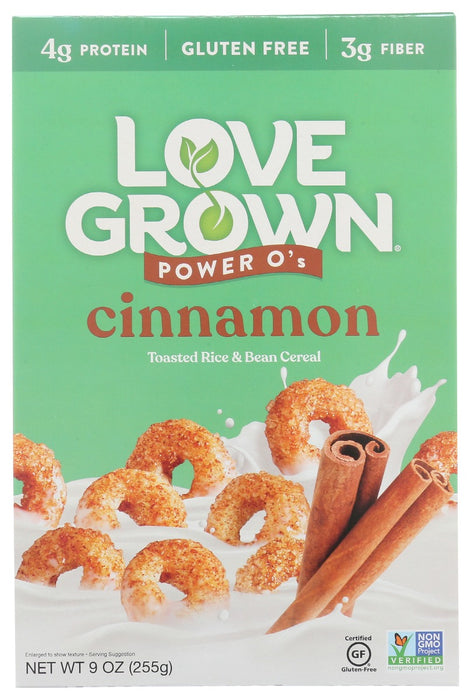 4g PROTEIN | GLUTEN FREE | 3g FIBER
LOVE
GROWN®
POWER O's
cinnamon
Toasted Rice & Bean Cereal
Enlarged to show texture • Serving Suggestion
NET WT 9 OZ (255g)
Certified
GF
Gluten-Free
NON
GMO
Project
VERIFIED
nongmoproject.org